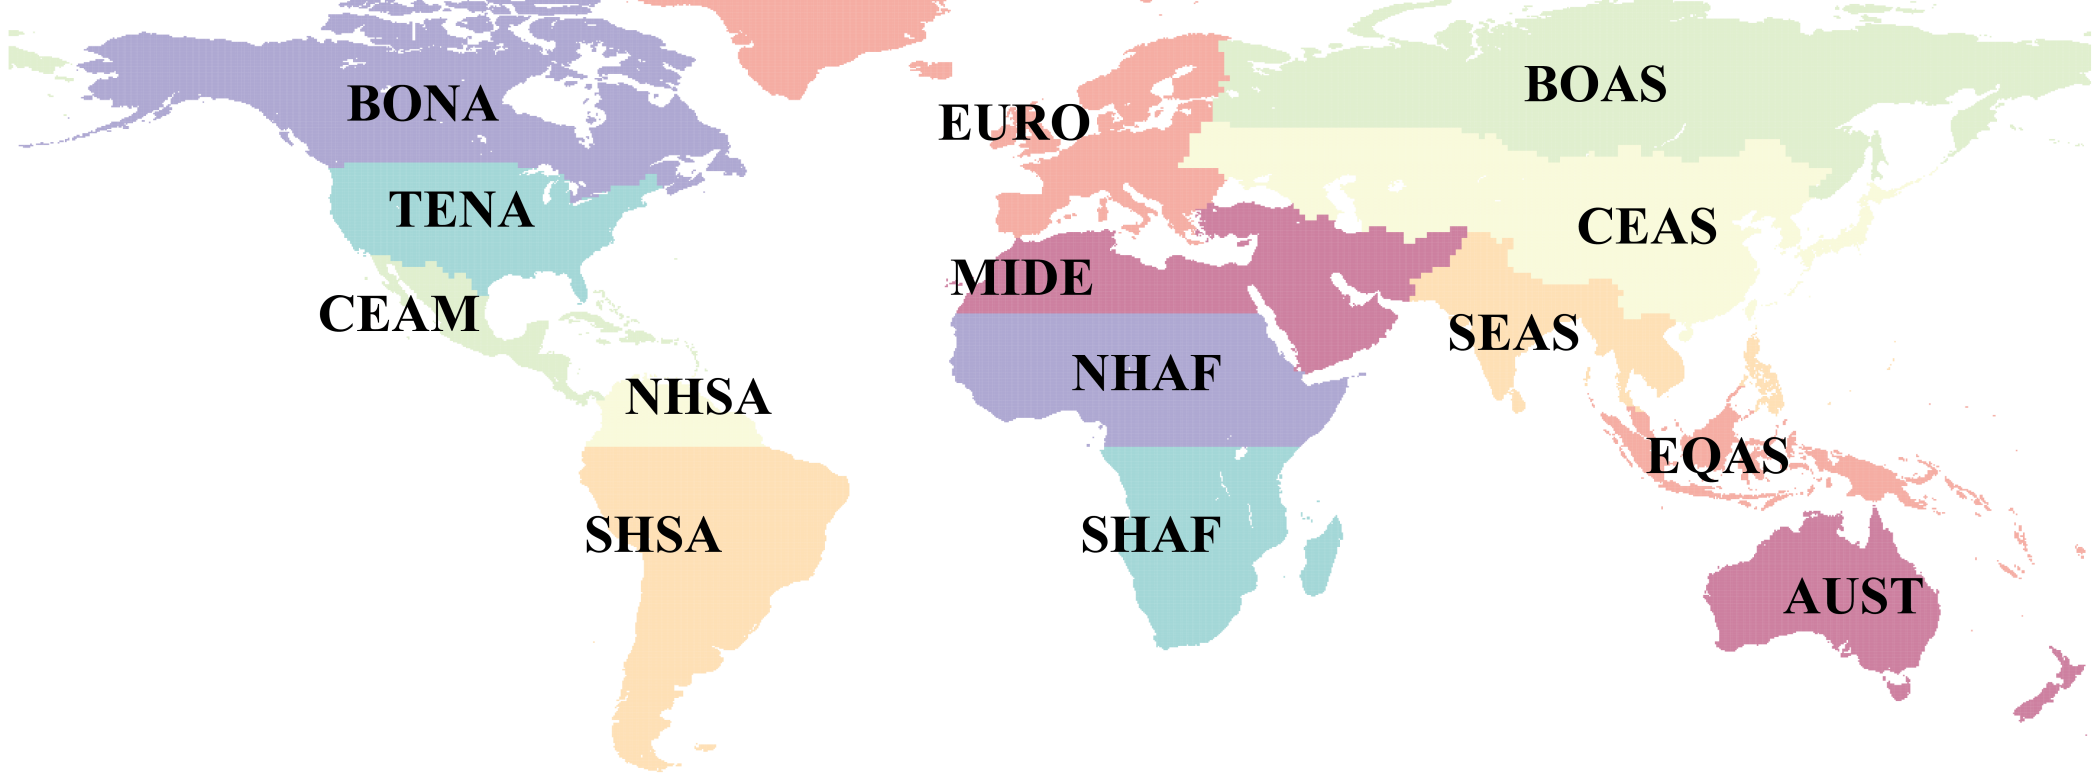 BONA
TENA
CEAM
NHSA
SHSA
EURO
MIDE
NHAF
SHAF
BOAS
CEAS
SEAS
EQAS
AUST